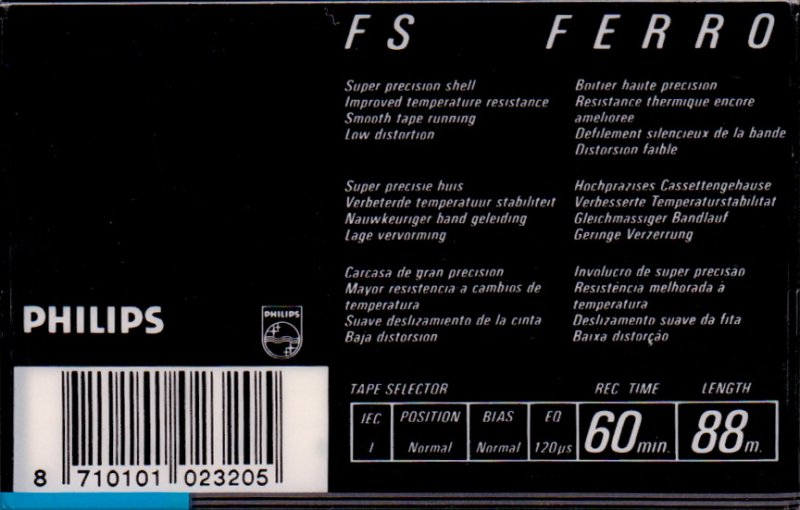 FS FERRO
Super precision shell
Improved temperature resistance
Smooth tape running
Low distortion
Boîtier haute precision
Resistance thermique encore
amelioree
Defilement silencieux de la bande
Distorsion faible
Super precisie huis
Verbeterde temperatuur stabiliteit
Nauwkeuriger band geleiding
Lage vervorming
Hochprazises Cassettengehause
Verbesserte Temperaturstabilitat
Gleichmassiger Bandlauf
Geringe Verzerrung
Carcasa de gran precision
Mayor resistencia a cambios de
temperatura
Suave deslizamiento de la cinta
Baja distorsion
Involucro de super precisão
Resistência melhorada à
temperatura
Deslizamento suave da fita
Baixa distorção
PHILIPS
PHILIPS
TAPE SELECTOR REC TIME LENGTH
IEC POSITION BIAS EQ 60 min. 88 m.
I Normal Normal 120µs
8 710101 023205